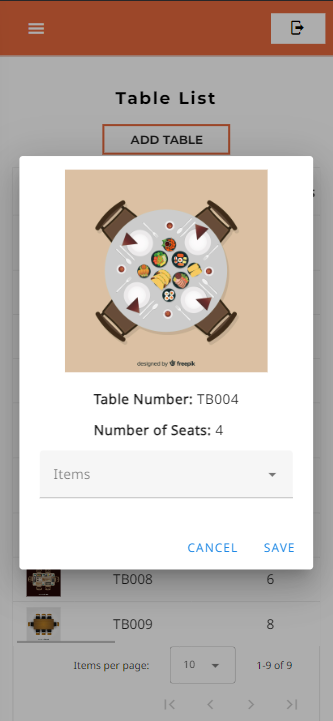 Table List
ADD TABLE
s
designed by freepik
Table Number: TB004
Number of Seats: 4
Items
CANCEL
SAVE
TB008 6
TB009 8
Items per page: 10 1-9 of 9